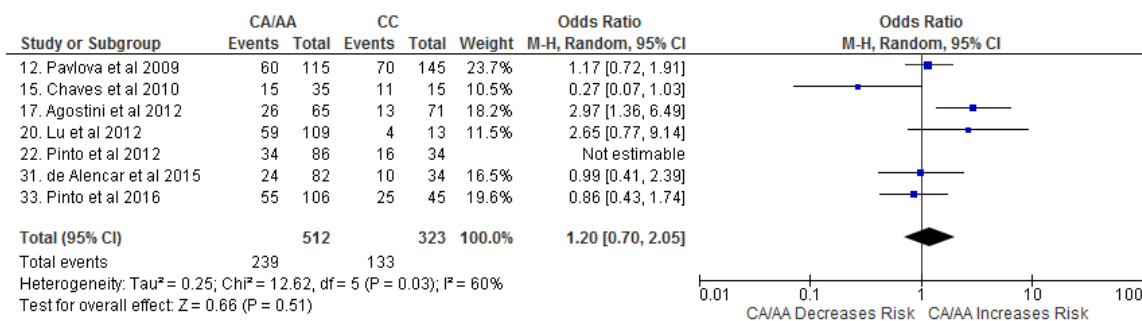 CA/AA CC Odds Ratio Odds Ratio
Study or Subgroup Events Total Events Total Weight M-H, Random, 95% CI M-H, Random, 95% CI
12. Pavlova et al 2009 60 115 70 145 23.7% 1.17 [0.72, 1.91]
15. Chaves et al 2010 15 35 11 15 10.5% 0.27 [0.07, 1.03]
17. Agostini et al 2012 26 65 13 71 18.2% 2.97 [1.36, 6.49]
20. Lu et al 2012 59 109 4 13 11.5% 2.65 [0.77, 9.14]
22. Pinto et al 2012 34 86 16 34 Not estimable
31. de Alencar et al 2015 24 82 10 34 16.5% 0.99 [0.41, 2.39]
33. Pinto et al 2016 55 106 25 45 19.6% 0.86 [0.43, 1.74]
Total (95% CI) 512 323 100.0% 1.20 [0.70, 2.05]
Total events 239 133
Heterogeneity: Tau² = 0.25; Chi² = 12.62, df = 5 (P = 0.03); I² = 60%
Test for overall effect: Z = 0.66 (P = 0.51)
0.01 0.1 1 10 100
CA/AA Decreases Risk CA/AA Increases Risk